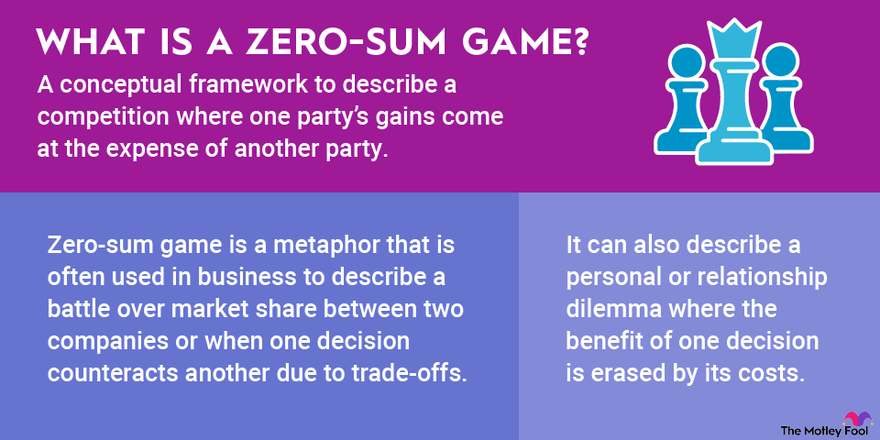 WHAT IS A ZERO-SUM GAME?
A conceptual framework to describe a
competition where one party’s gains come
at the expense of another party.
Zero-sum game is a metaphor that is
often used in business to describe a
battle over market share between two
companies or when one decision
counteracts another due to trade-offs.
It can also describe a
personal or relationship
dilemma where the
benefit of one decision
is erased by its costs.
The Motley Fool